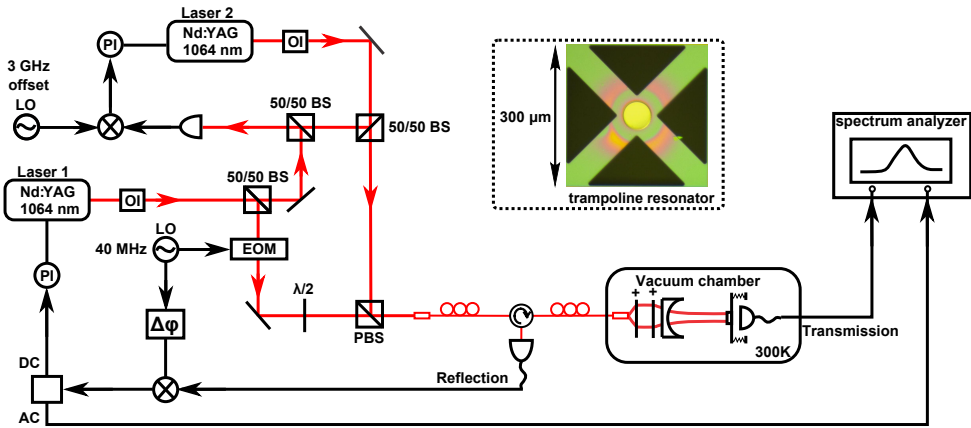 Laser 2
Nd:YAG
1064 nm
OI
PI
3 GHz
offset
LO
50/50 BS
50/50 BS
300 µm
trampoline resonator
spectrum analyzer
Laser 1
Nd:YAG
1064 nm
OI
50/50 BS
LO
40 MHz
EOM
PI
λ/2
Δφ
PBS
Vacuum chamber
+ +
300K
Transmission
DC
AC
Reflection